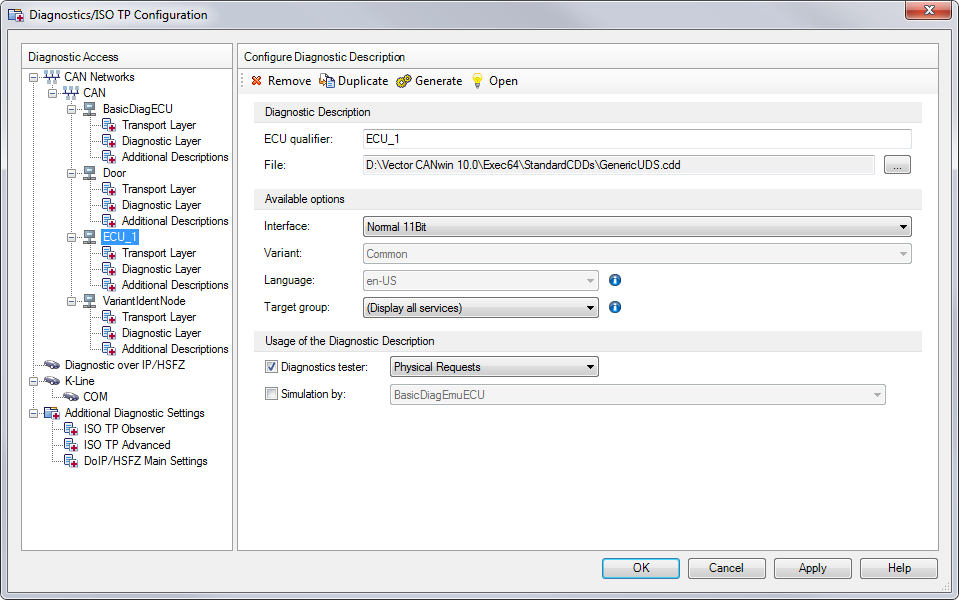 Diagnostics/ISO TP Configuration
Diagnostic Access
CAN Networks
CAN
BasicDiagECU
Transport Layer
Diagnostic Layer
Additional Descriptions
Door
Transport Layer
Diagnostic Layer
Additional Descriptions
ECU_1
Transport Layer
Diagnostic Layer
Additional Descriptions
VariantIdentNode
Transport Layer
Diagnostic Layer
Additional Descriptions
Diagnostic over IP/HSFZ
K-Line
COM
Additional Diagnostic Settings
ISO TP Observer
ISO TP Advanced
DoIP/HSFZ Main Settings
Configure Diagnostic Description
Remove Duplicate Generate Open
Diagnostic Description
ECU qualifier: ECU_1
File: D:\Vector CANwin 10.0\Exec64\StandardCDDs\GenericUDS.cdd ...
Available options
Interface: Normal 11Bit
Variant: Common
Language: en-US
Target group: (Display all services)
Usage of the Diagnostic Description
Diagnostics tester: Physical Requests
Simulation by: BasicDiagEmuECU
OK Cancel Apply Help